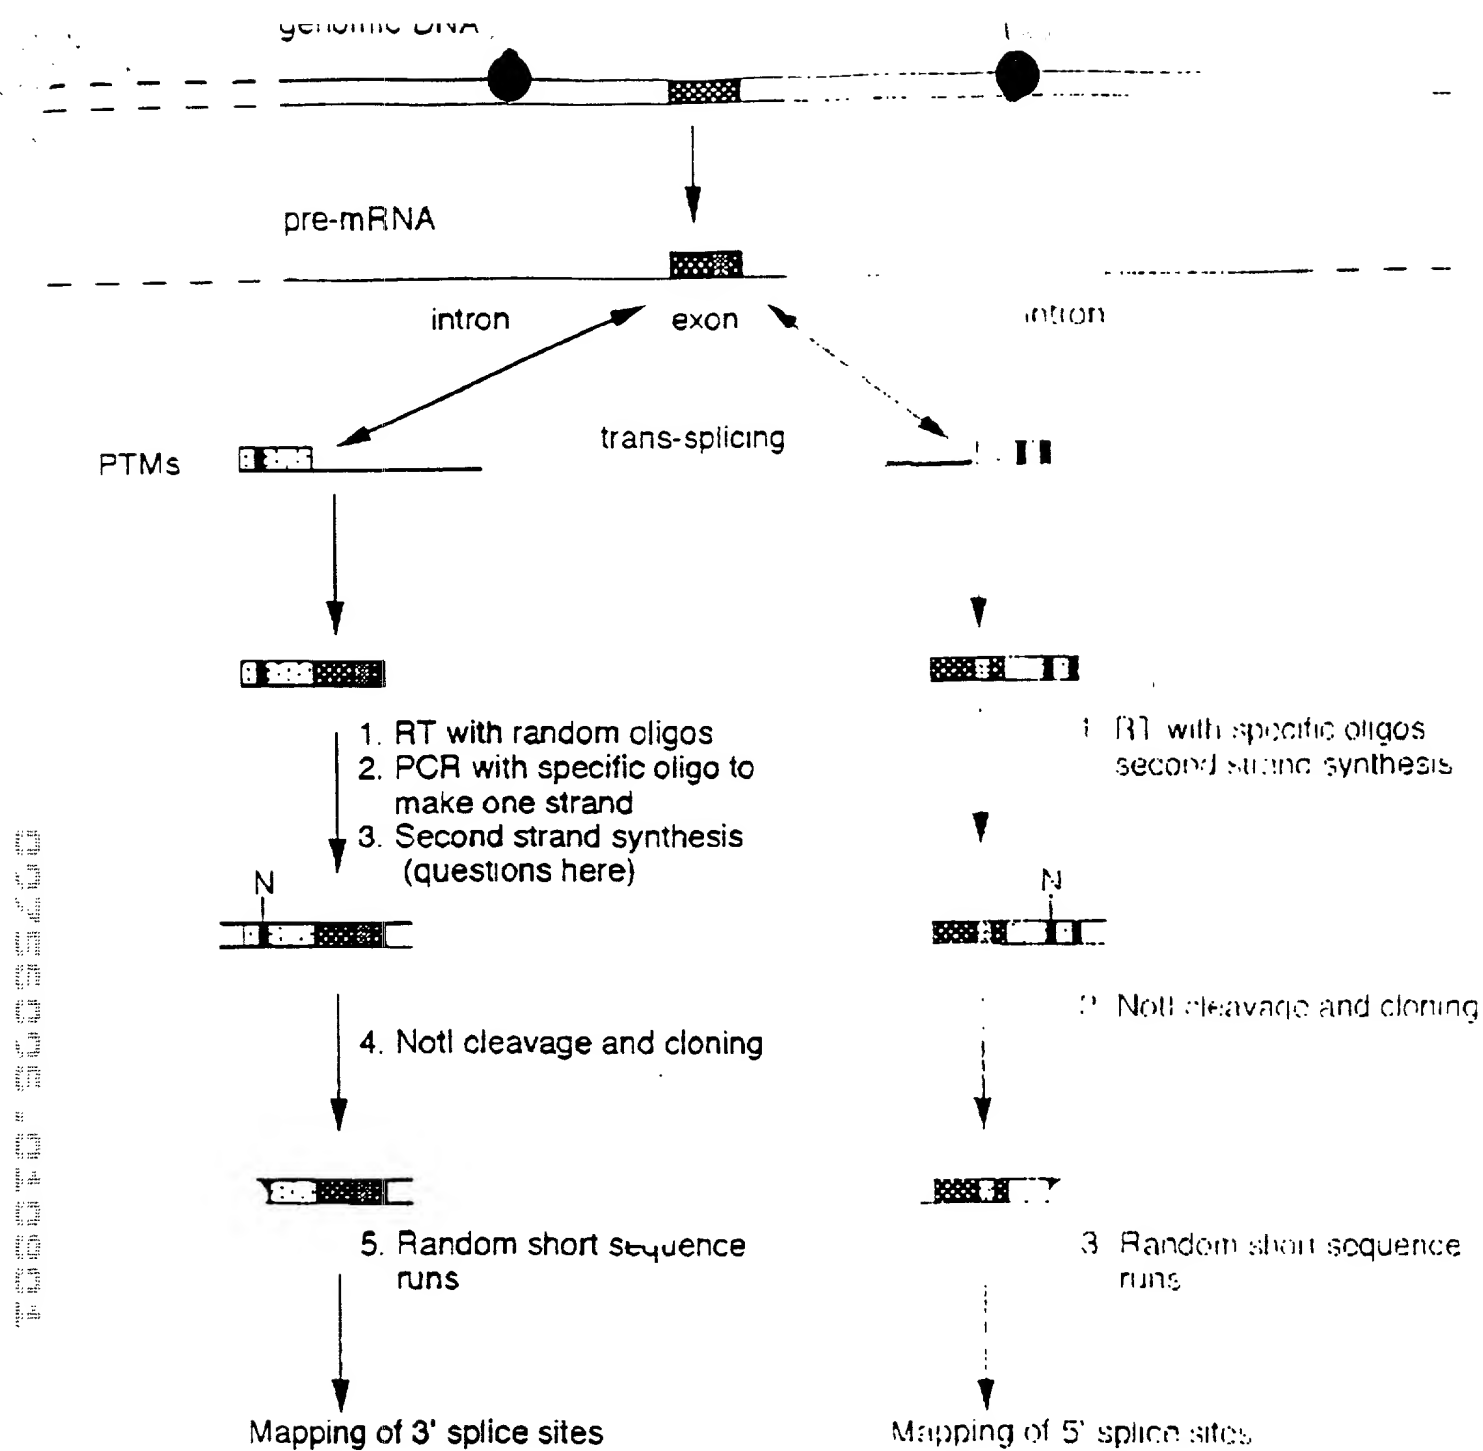 genomic DNA
pre-mRNA
intron
exon
intron
trans-splicing
PTMs
1. RT with random oligos
2. PCR with specific oligo to
make one strand
3. Second strand synthesis
(questions here)
N
4. NotI cleavage and cloning
5. Random short sequence
runs
Mapping of 3' splice sites
1 RT with specific oligos
second strand synthesis
N
2 NotI cleavage and cloning
3 Random short sequence
runs
Mapping of 5' splice sites